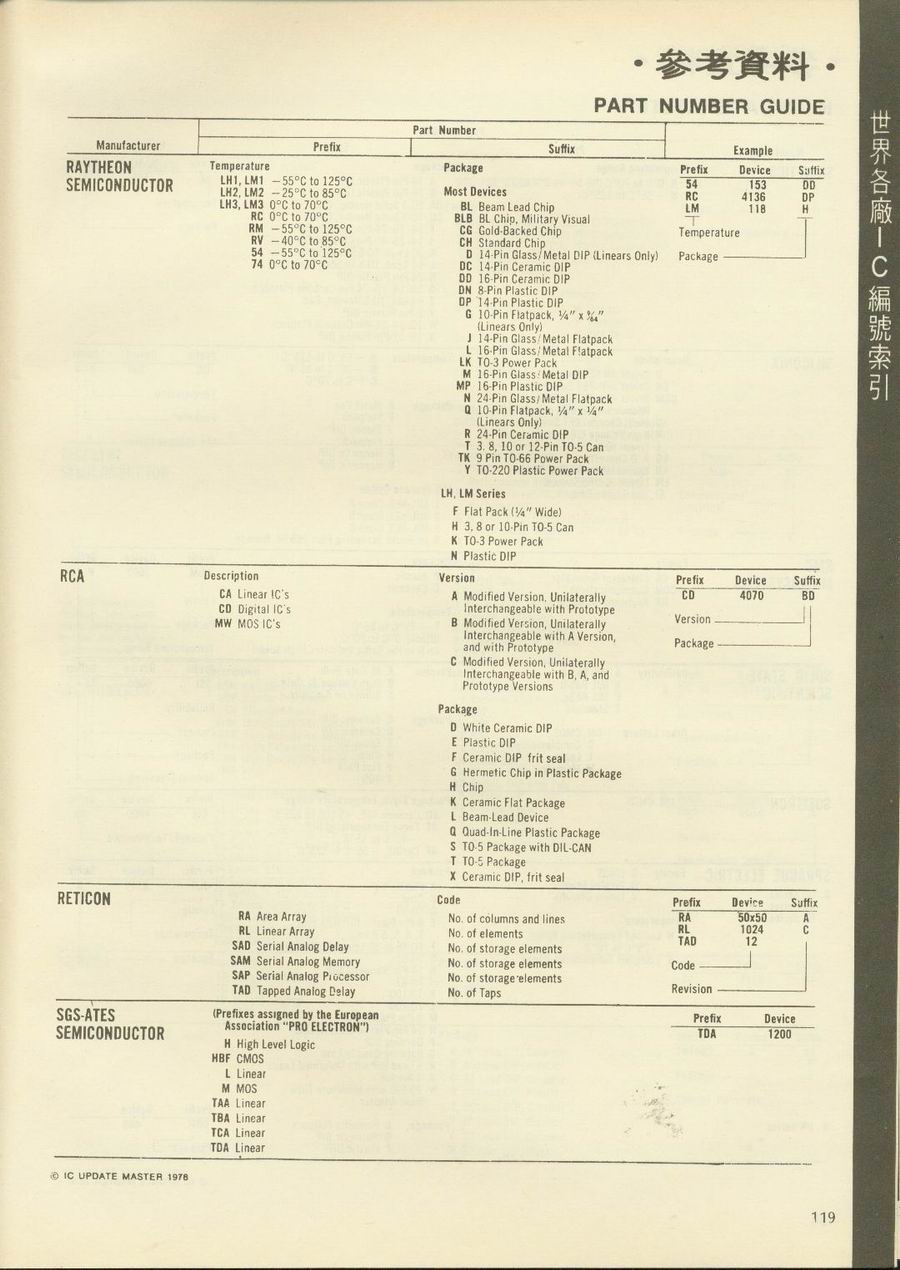 •參考資料•
PART NUMBER GUIDE
世界各廠IC編號索引
Part Number
Manufacturer Prefix Suffix Example
RAYTHEON
SEMICONDUCTOR
Temperature
LH1, LM1 −55°C to 125°C
LH2, LM2 −25°C to 85°C
LH3, LM3 0°C to 70°C
RC 0°C to 70°C
RM −55°C to 125°C
RV −40°C to 85°C
54 −55°C to 125°C
74 0°C to 70°C
Package
Most Devices
BL Beam Lead Chip
BLB BL Chip, Military Visual
CG Gold-Backed Chip
CH Standard Chip
D 14-Pin Glass/Metal DIP (Linears Only)
DC 14-Pin Ceramic DIP
DD 16-Pin Ceramic DIP
DN 8-Pin Plastic DIP
DP 14-Pin Plastic DIP
G 10-Pin Flatpack, 1/4" x
(Linears Only)
J 14-Pin Glass/Metal Flatpack
L 16-Pin Glass/Metal Flatpack
LK TO-3 Power Pack
M 16-Pin Glass/Metal DIP
MP 16-Pin Plastic DIP
N 24-Pin Glass/Metal Flatpack
Q 10-Pin Flatpack, 1/4" x 1/4"
(Linears Only)
R 24-Pin Ceramic DIP
T 3, 8, 10 or 12-Pin TO-5 Can
TK 9 Pin TO-66 Power Pack
Y TO-220 Plastic Power Pack
LH, LM Series
F Flat Pack (1/4" Wide)
H 3, 8 or 10-Pin TO-5 Can
K TO-3 Power Pack
N Plastic DIP
Prefix Device Suffix
54 153 DD
RC 4136 DP
LM 118 H
Temperature
Package
RCA
Description
CA Linear IC's
CD Digital IC's
MW MOS IC's
Version
A Modified Version, Unilaterally
Interchangeable with Prototype
B Modified Version, Unilaterally
Interchangeable with A Version,
and with Prototype
C Modified Version, Unilaterally
Interchangeable with B, A, and
Prototype Versions
Package
D White Ceramic DIP
E Plastic DIP
F Ceramic DIP frit seal
G Hermetic Chip in Plastic Package
H Chip
K Ceramic Flat Package
L Beam-Lead Device
Q Quad-In-Line Plastic Package
S TO-5 Package with DIL-CAN
T TO-5 Package
X Ceramic DIP, frit seal
Prefix Device Suffix
CD 4070 BD
Version
Package
RETICON
RA Area Array
RL Linear Array
SAD Serial Analog Delay
SAM Serial Analog Memory
SAP Serial Analog Processor
TAD Tapped Analog Delay
Code
No. of columns and lines
No. of elements
No. of storage elements
No. of storage elements
No. of storage elements
No. of Taps
Prefix Device Suffix
RA 50x50 A
RL 1024 C
TAD 12
Code
Revision
SGS-ATES
SEMICONDUCTOR
(Prefixes assigned by the European
Association "PRO ELECTRON")
H High Level Logic
HBF CMOS
L Linear
M MOS
TAA Linear
TBA Linear
TCA Linear
TDA Linear
Prefix Device
TDA 1200
© IC UPDATE MASTER 1978
119